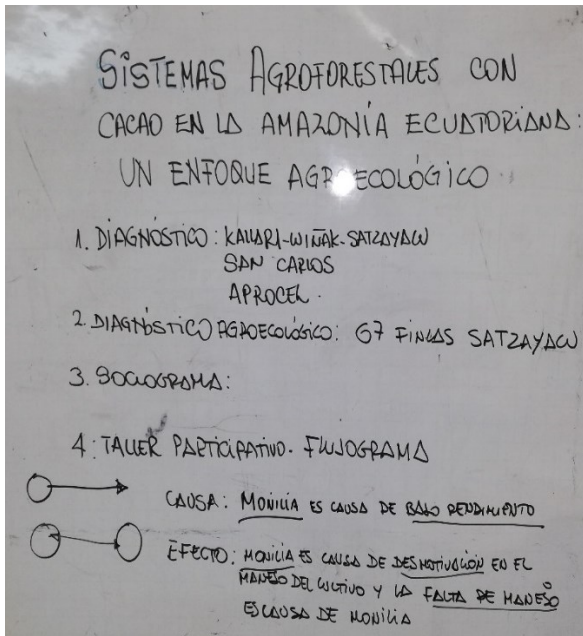 SISTEMAS AGROFORESTALES CON
CACAO EN LA AMAZONÍA ECUATORIANA:
UN ENFOQUE AGROECOLÓGICO
1. DIAGNÓSTICO: KALLARI-WIÑAK-SATZAYACU
SAN CARLOS
APROCEL.
2. DIAGNÓSTICO AGROECOLÓGICO: 67 FINCAS SATZAYACU
3. SOCIOGRAMA:
4: TALLER PARTICIPATIVO. FLUJOGRAMA
CAUSA: MONILIA ES CAUSA DE BAJO RENDIMIENTO
EFECTO: MONILIA ES CAUSA DE DESMOTIVACIÓN EN EL
MANEJO DEL CULTIVO Y LA FALTA DE MANEJO
ES CAUSA DE MONILIA